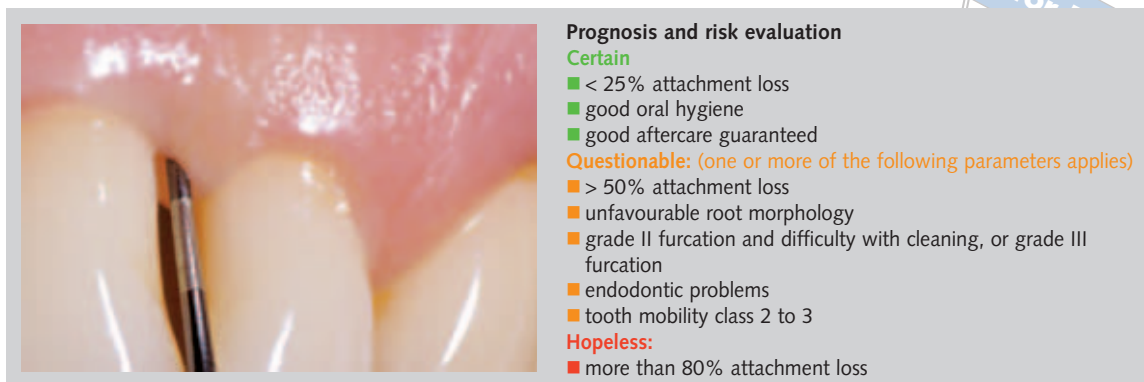 Prognosis and risk evaluation
Certain
■ < 25% attachment loss
■ good oral hygiene
■ good aftercare guaranteed
Questionable: (one or more of the following parameters applies)
■ > 50% attachment loss
■ unfavourable root morphology
■ grade II furcation and difficulty with cleaning, or grade III
furcation
■ endodontic problems
■ tooth mobility class 2 to 3
Hopeless:
■ more than 80% attachment loss